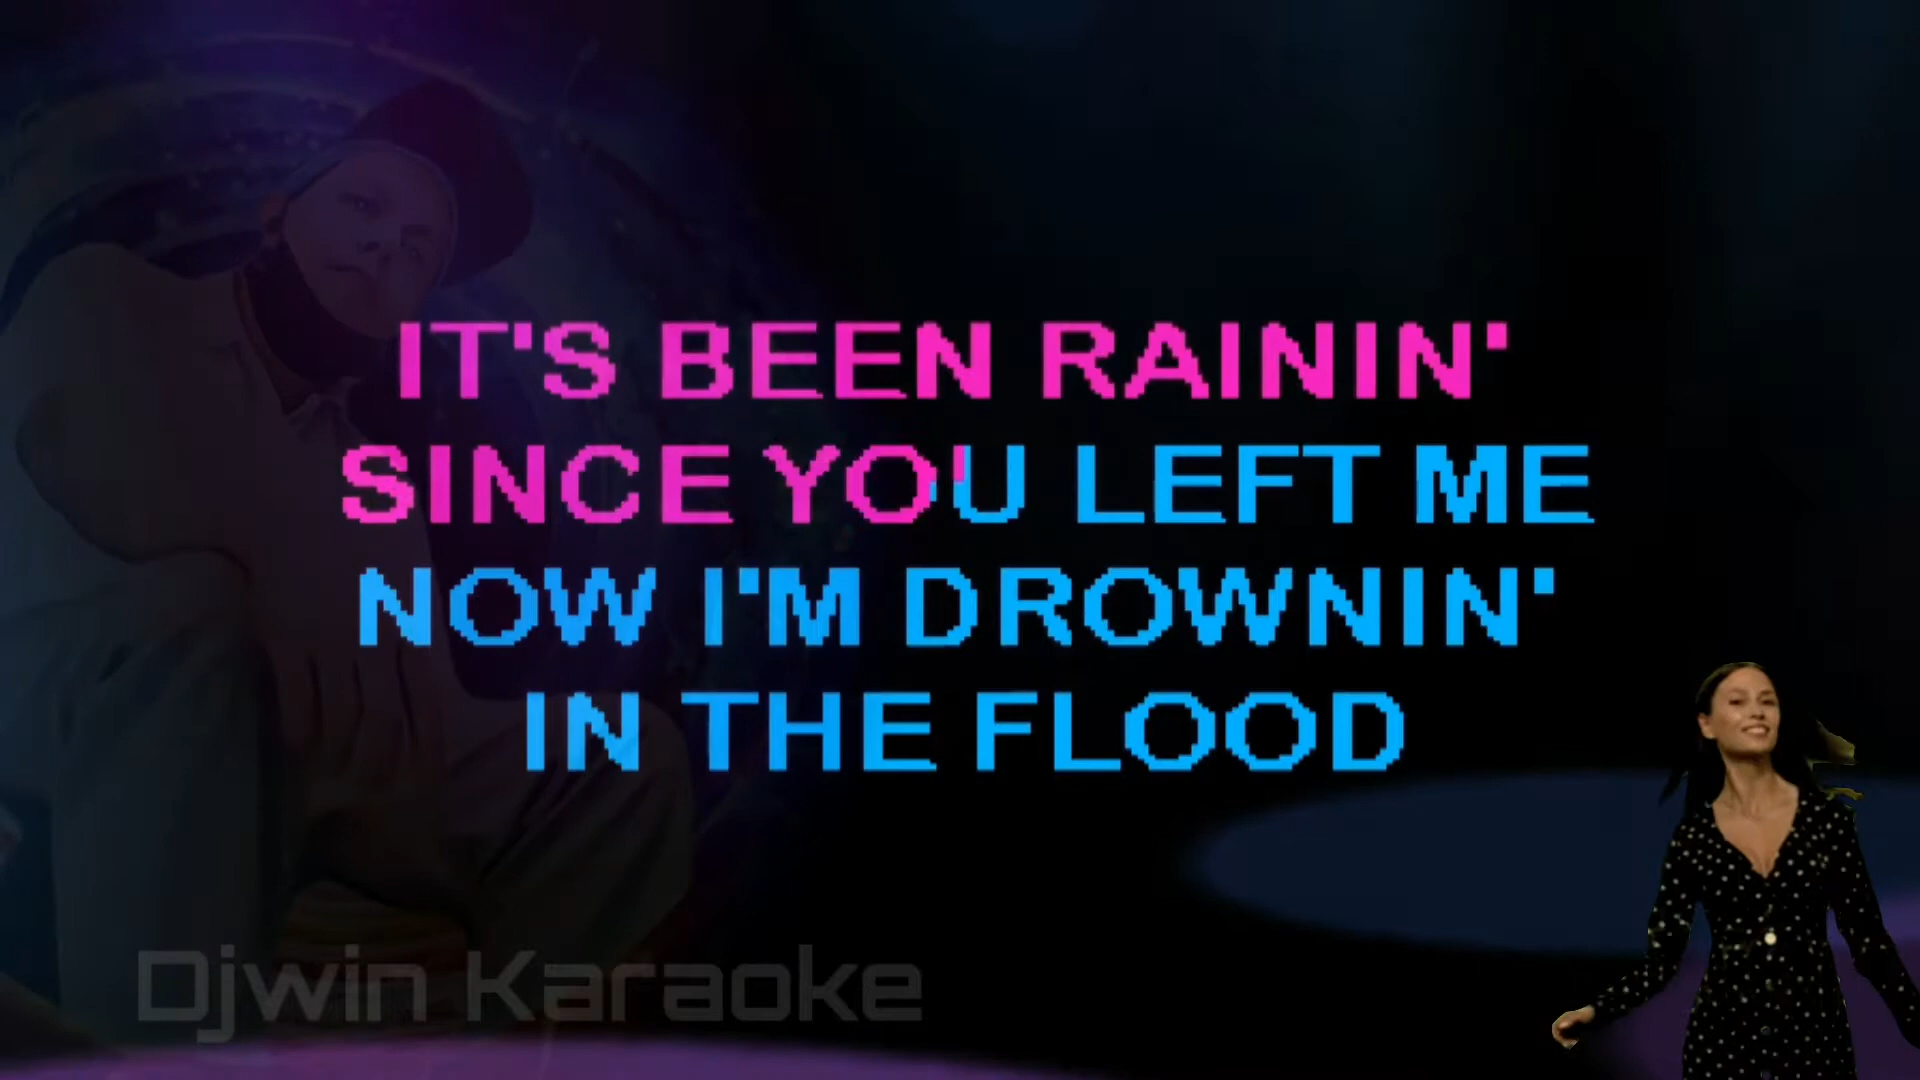 IT'S BEEN RAININ'
SINCE YOU LEFT ME
NOW I'M DROWNIN'
IN THE FLOOD
Djwin Karaoke